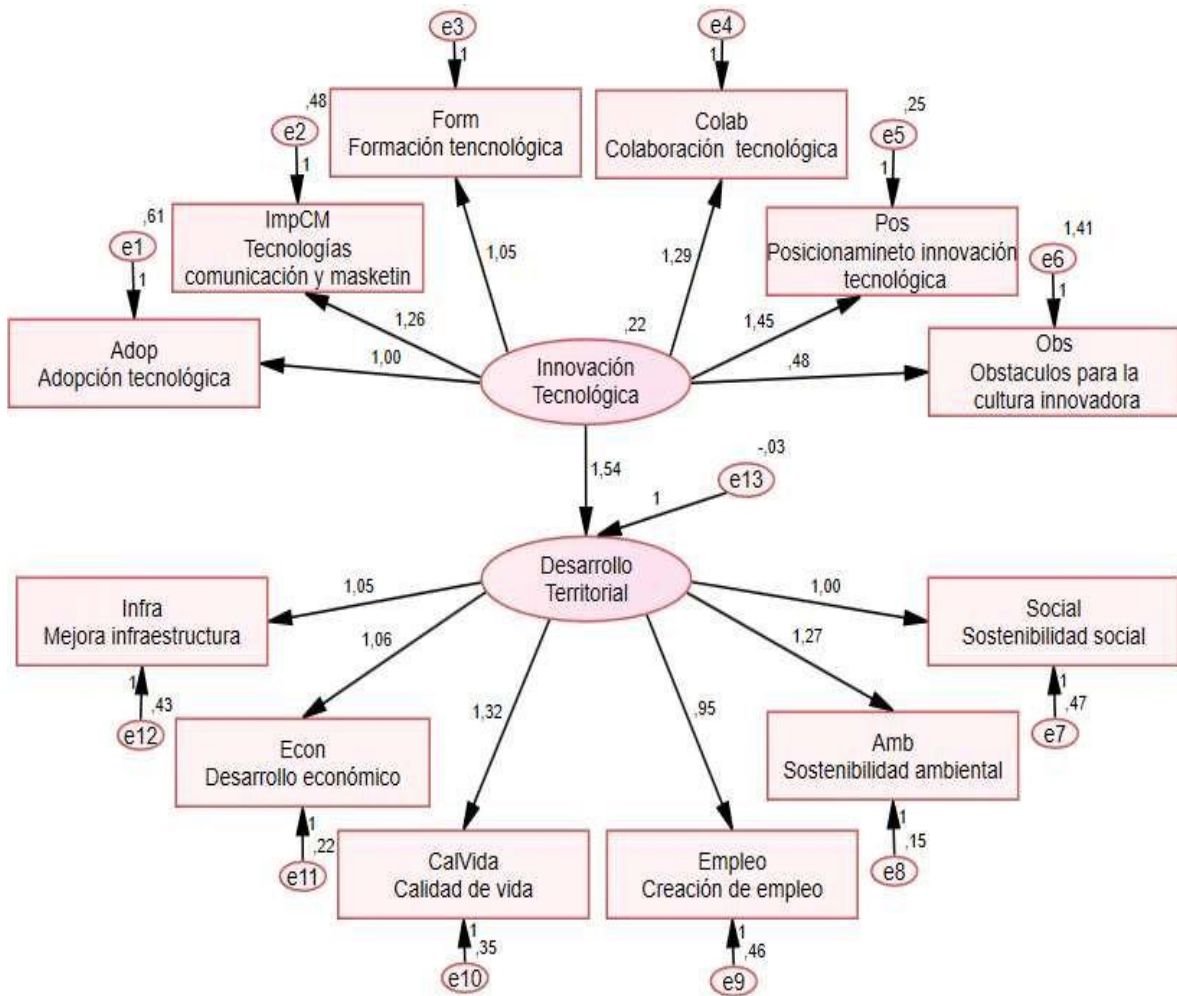 e3
e4
1
1
,48
,25
Form
Formación tencnológica
Colab
Colaboración tecnológica
e2
e5
1
1
,61
ImpCM
Tecnologías
comunicación y masketin
Pos
Posicionamineto innovación
tecnológica
1,41
e1
e6
1
1
1,05
1,29
1,26
1,45
Adop
Adopción tecnológica
1,00
,22
Innovación
Tecnológica
,48
Obs
Obstaculos para la
cultura innovadora
1,54
-,03
e13
1
Desarrollo
Territorial
Infra
Mejora infraestructura
1,05
1,00
Social
Sostenibilidad social
1,06
1,27
1
,43
e12
1,32
,95
1
,47
e7
Econ
Desarrollo económico
Amb
Sostenibilidad ambiental
1
,22
e11
1
,15
e8
CalVida
Calidad de vida
Empleo
Creación de empleo
1
,35
e10
1
,46
e9